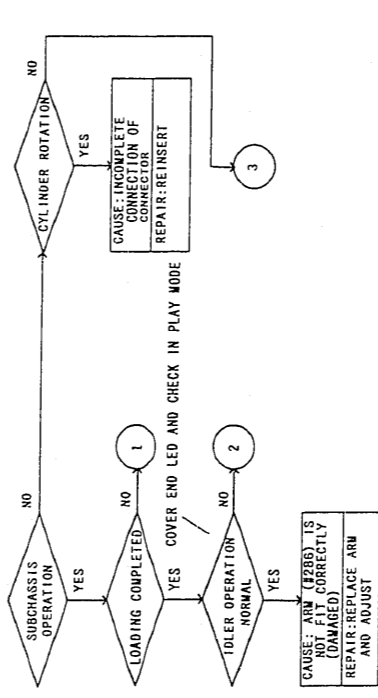 SUBCHASSIS
OPERATION
NO
YES
CYLINDER ROTATION
NO
YES
CAUSE:INCOMPLETE
CONNECTION OF
CONNECTOR
REPAIR:REINSERT
3
LOADING COMPLETED
NO
1
YES
COVER END LED AND CHECK IN PLAY MODE
IDLER OPERATION
NORMAL
NO
2
YES
CAUSE: ARM (#286) IS
NOT FIT CORRECTLY
(DAMAGED)
REPAIR:REPLACE ARM
AND ADJUST